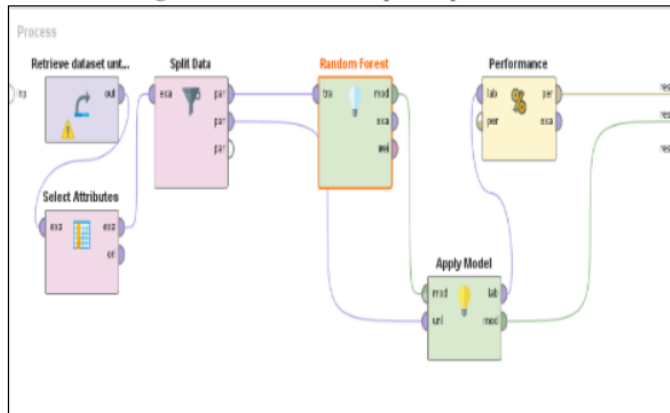 Process
Retrieve dataset unt...
Split Data
Random Forest
Performance
inp
out
exa
par
par
par
tra
mod
exa
wei
lab
per
per
exa
res
res
res
Select Attributes
exa
exa
ori
Apply Model
mod
unl
lab
mod